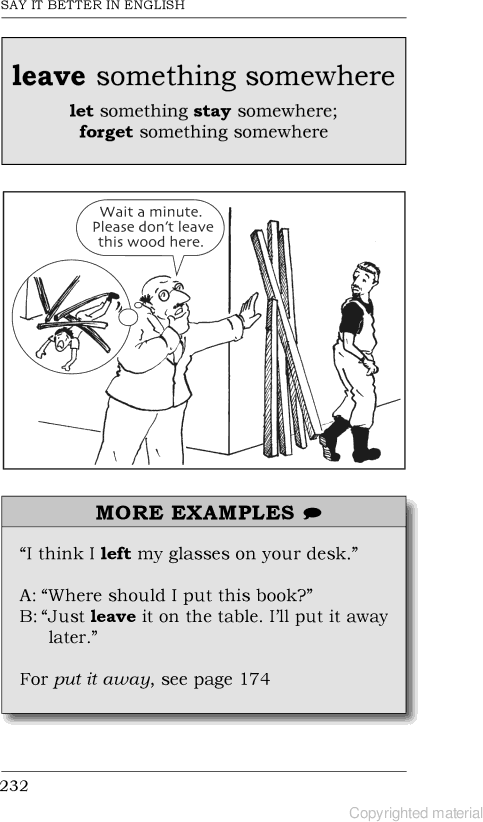 SAY IT BETTER IN ENGLISH
leave something somewhere
let something stay somewhere;
forget something somewhere
Wait a minute.
Please don't leave
this wood here.
MORE EXAMPLES
“I think I left my glasses on your desk.”
A: “Where should I put this book?”
B: “Just leave it on the table. I'll put it away
later.”
For put it away, see page 174
232
Copyrighted material